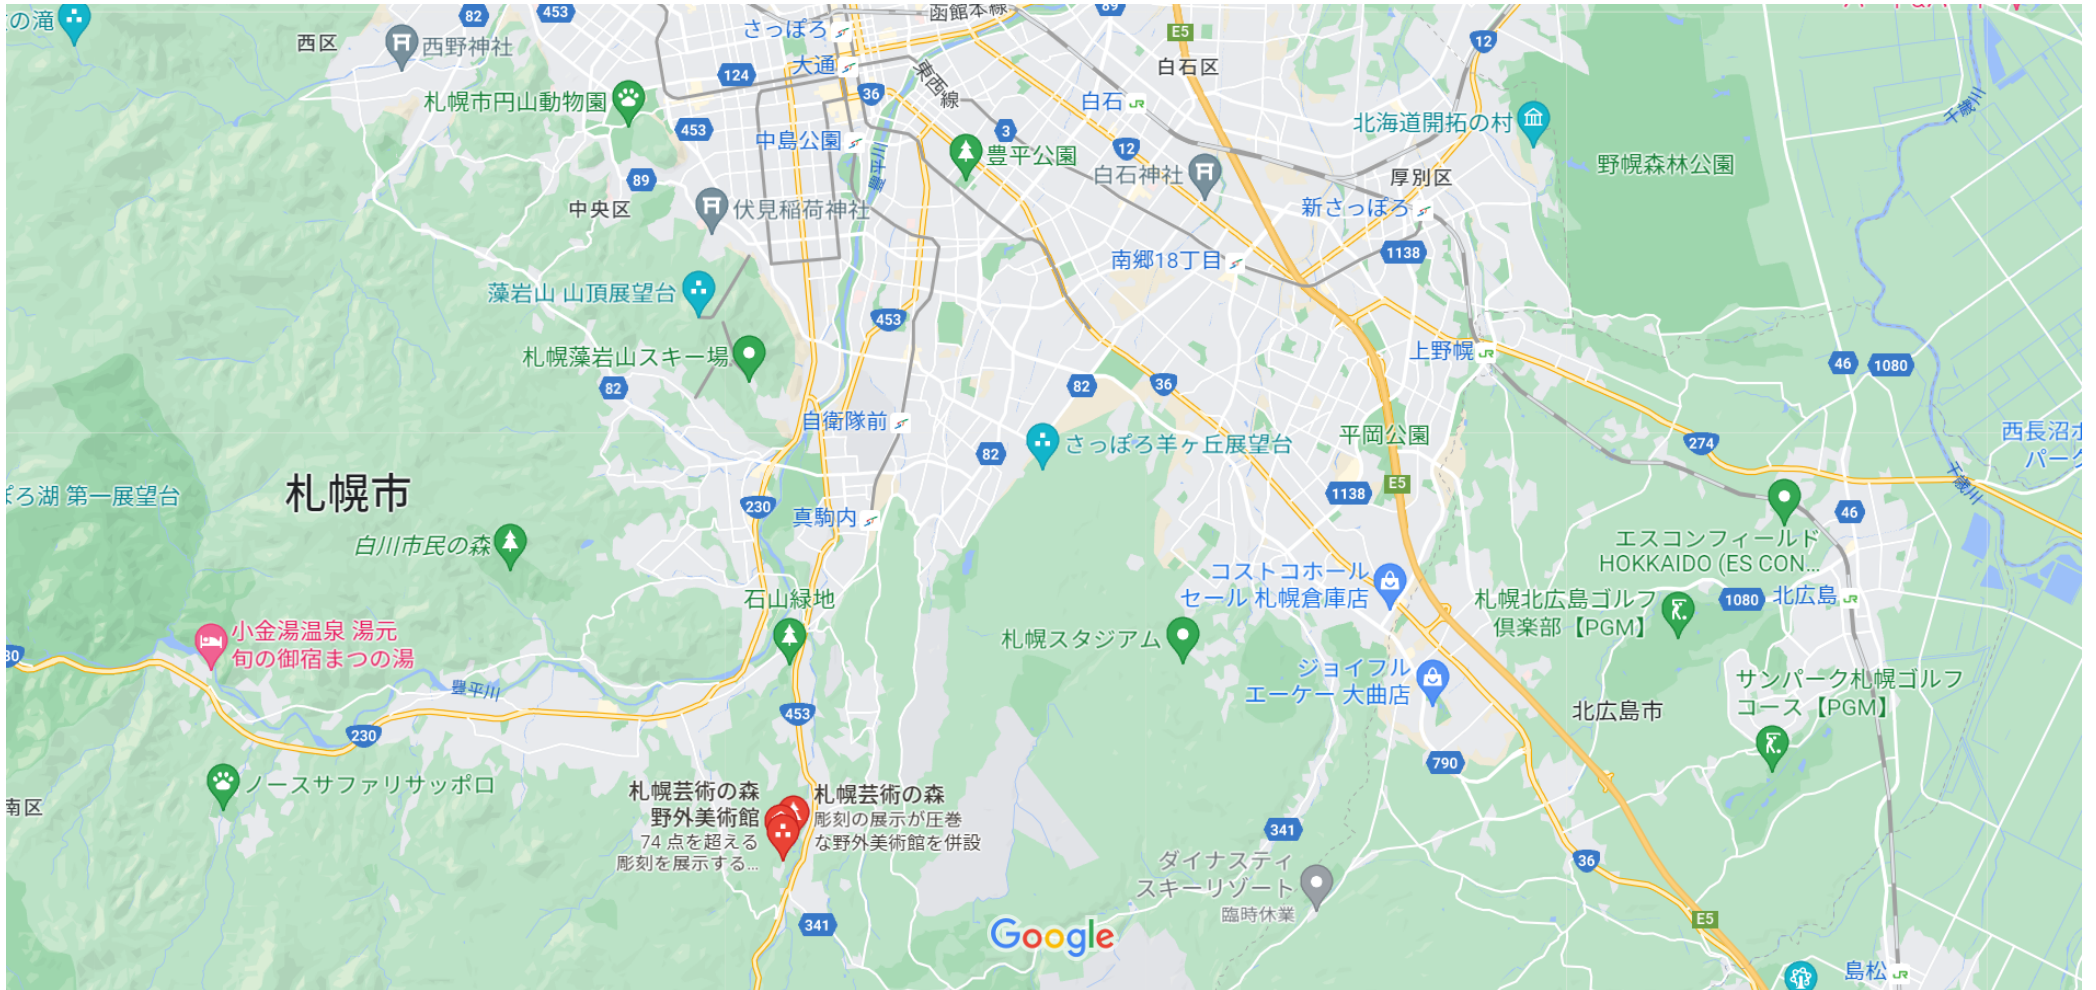 の滝
82
453
西区
西野神社
124
札幌市円山動物園
453
89
中央区
伏見稲荷神社
さっぽろ
大通
函館本線
36
東西線
中島公園
豊平川
豊平公園
3
89
E5
白石区
白石
12
白石神社
12
北海道開拓の村
厚別区
新さっぽろ
1138
南郷18丁目
野幌森林公園
千歳川
藻岩山 山頂展望台
453
札幌藻岩山スキー場
82
自衛隊前
82
82
36
上野幌
46
1080
さっぽろ羊ヶ丘展望台
平岡公園
274
西長沼
パーク
千歳川
ぽろ湖 第一展望台
札幌市
230
真駒内
1138
E5
46
白川市民の森
エスコンフィールド
HOKKAIDO (ES CON...
コストコホール
セール 札幌倉庫店
石山緑地
札幌北広島ゴルフ
倶楽部【PGM】
1080
北広島
小金湯温泉 湯元
旬の御宿まつの湯
30
札幌スタジアム
ジョイフル
エーケー 大曲店
豊平川
サンパーク札幌ゴルフ
コース【PGM】
北広島市
453
230
790
ノースサファリサッポロ
南区
札幌芸術の森
野外美術館
74 点を超える
彫刻を展示する...
札幌芸術の森
彫刻の展示が圧巻
な野外美術館を併設
341
ダイナスティ
スキーリゾート
臨時休業
36
341
Google
E5
島松